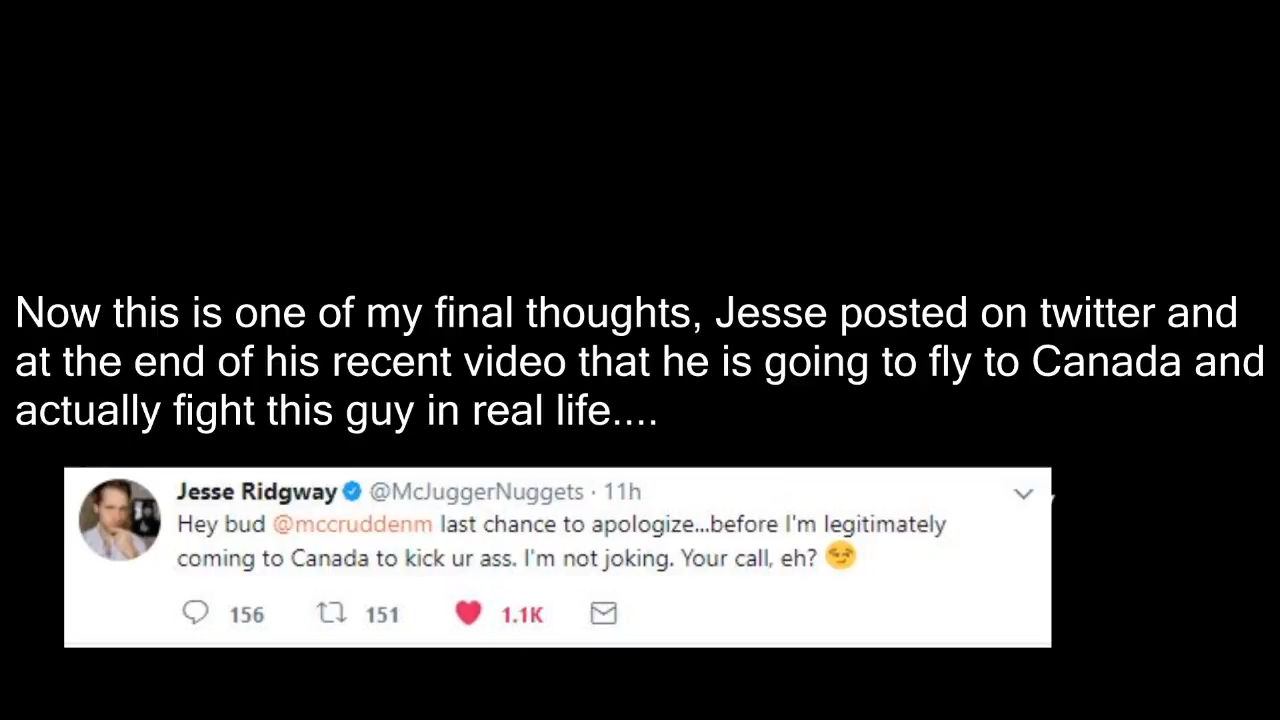 Now this is one of my final thoughts, Jesse posted on twitter and
at the end of his recent video that he is going to fly to Canada and
actually fight this guy in real life....
Jesse Ridgway @McJuggerNuggets · 11h
Hey bud @mccruddenm last chance to apologize...before I'm legitimately
coming to Canada to kick ur ass. I'm not joking. Your call, eh? 😏
156 151 1.1K